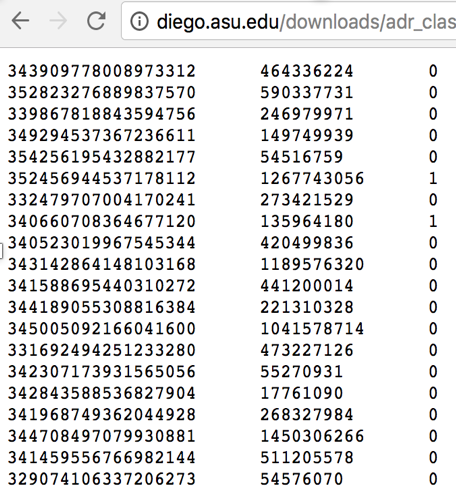 diego.asu.edu/downloads/adr_clas
343909778008973312 464336224 0
352823276889837570 590337731 0
339867818843594756 246979971 0
349294537367236611 149749939 0
354256195432882177 54516759 0
352456944537178112 1267743056 1
332479707004170241 273421529 0
340660708364677120 135964180 1
340523019967545344 420499836 0
343142864148103168 1189576320 0
341588695440310272 441200014 0
344189055308816384 221310328 0
345005092166041600 1041578714 0
331692494251233280 473227126 0
342307173931565056 55270931 0
342843588536827904 17761090 0
341968749362044928 268327984 0
344708497079930881 1450306266 0
341459556766982144 511205578 0
329074106337206273 54576070 0